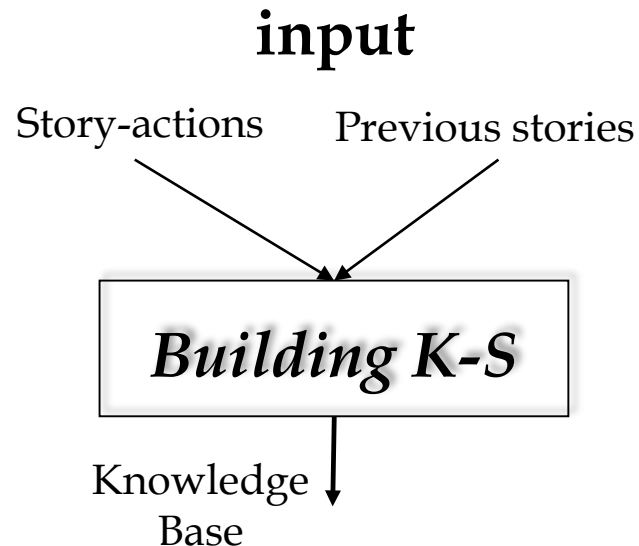 input
Story-actions
Previous stories
Building K-S
Knowledge
Base